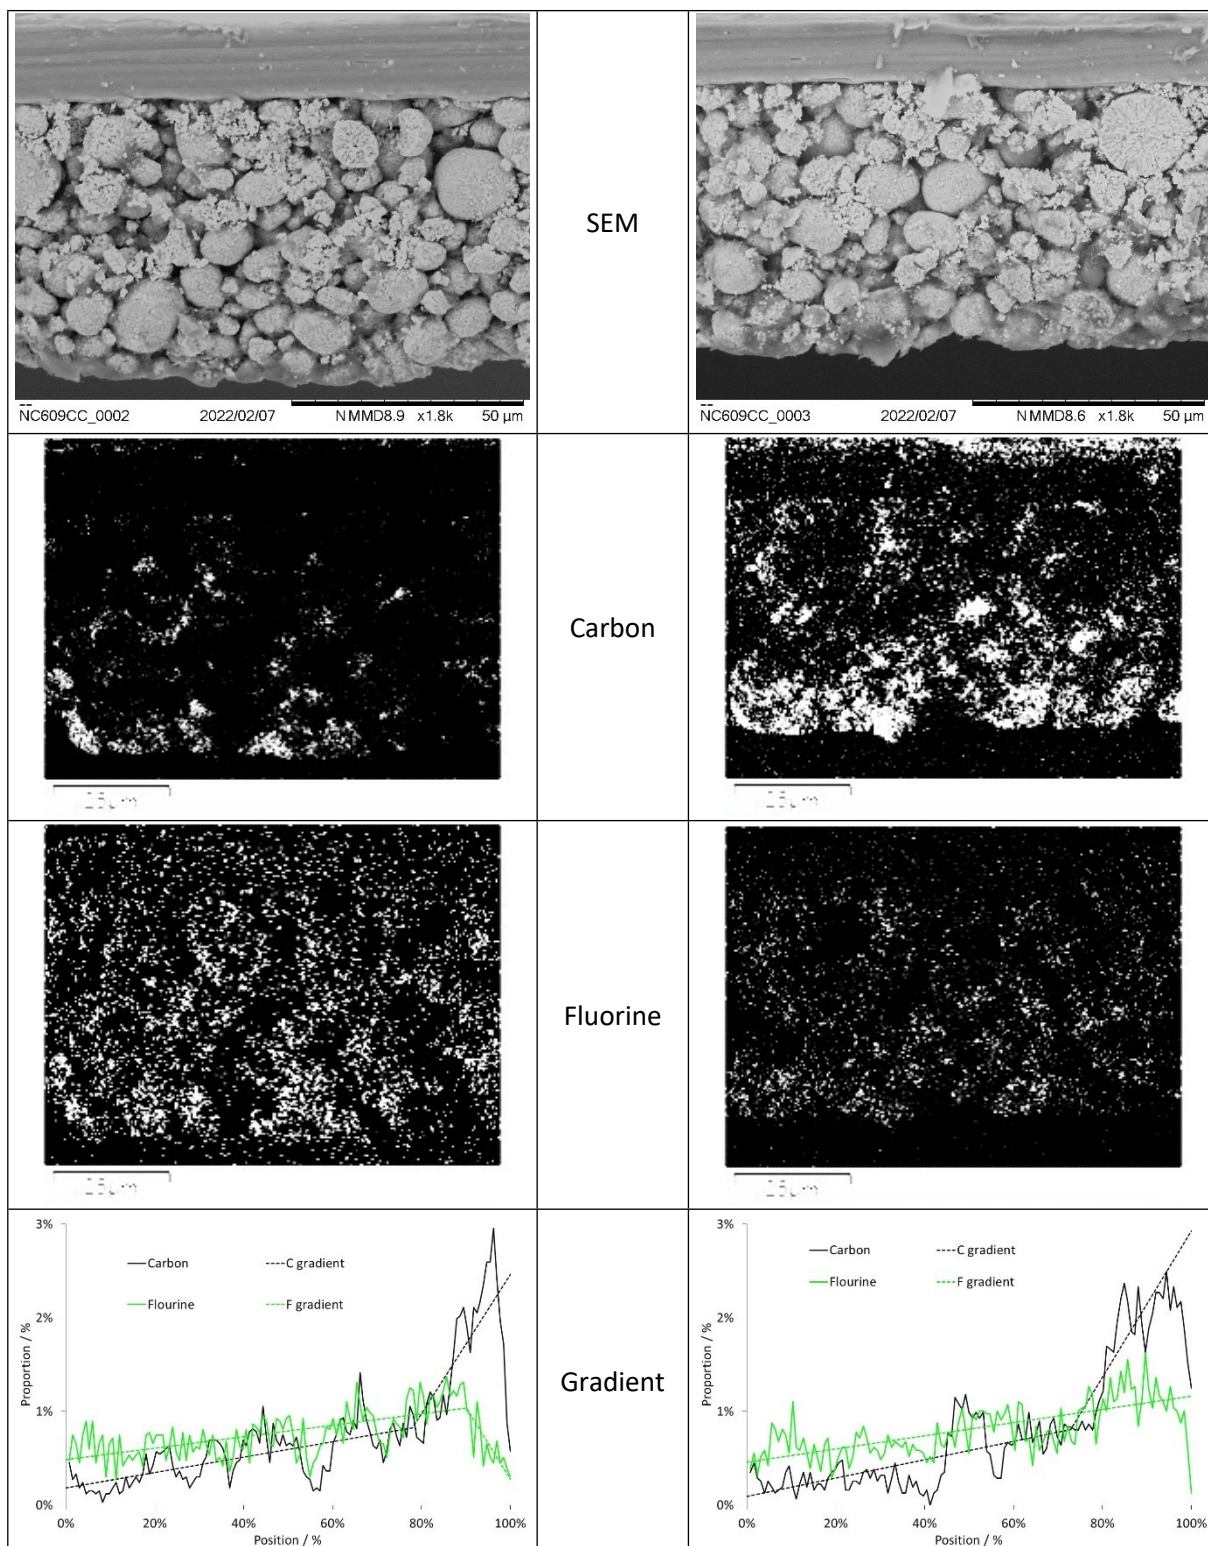 SEM
NC609CC_0002 2022/02/07 N MMD8.9 x1.8k 50 µm
NC609CC_0003 2022/02/07 N MMD8.6 x1.8k 50 µm
Carbon
Fluorine
Gradient
3%
2%
1%
0%
Proportion / %
Carbon
C gradient
Flourine
F gradient
0% 20% 40% 60% 80% 100%
Position / %
3%
2%
1%
0%
Proportion / %
Carbon
C gradient
Flourine
F gradient
0% 20% 40% 60% 80% 100%
Position / %